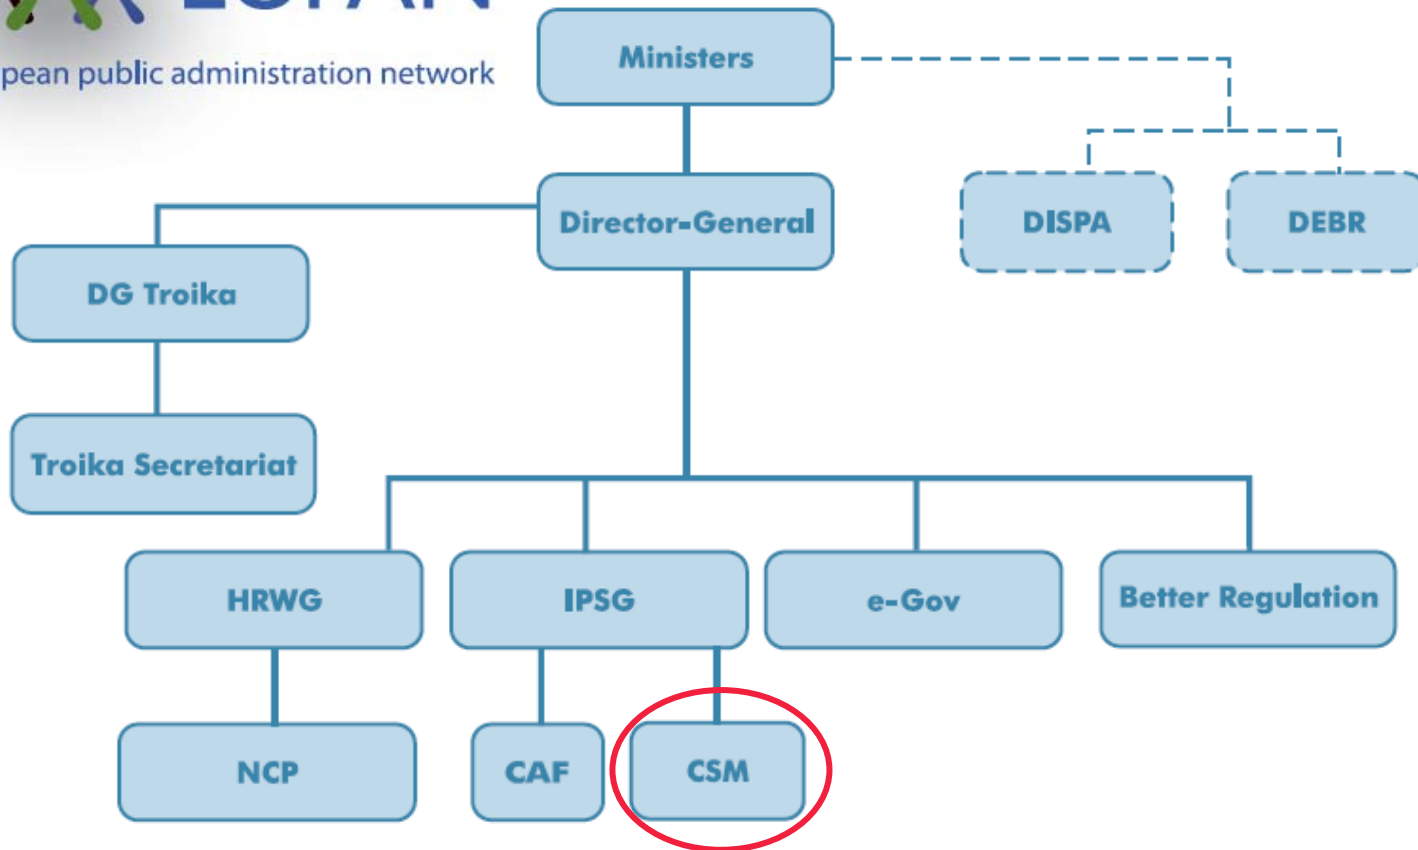 pean public administration network
Ministers
Director-General
DISPA
DEBR
DG Troika
Troika Secretariat
HRWG
IPSG
e-Gov
Better Regulation
NCP
CAF
CSM